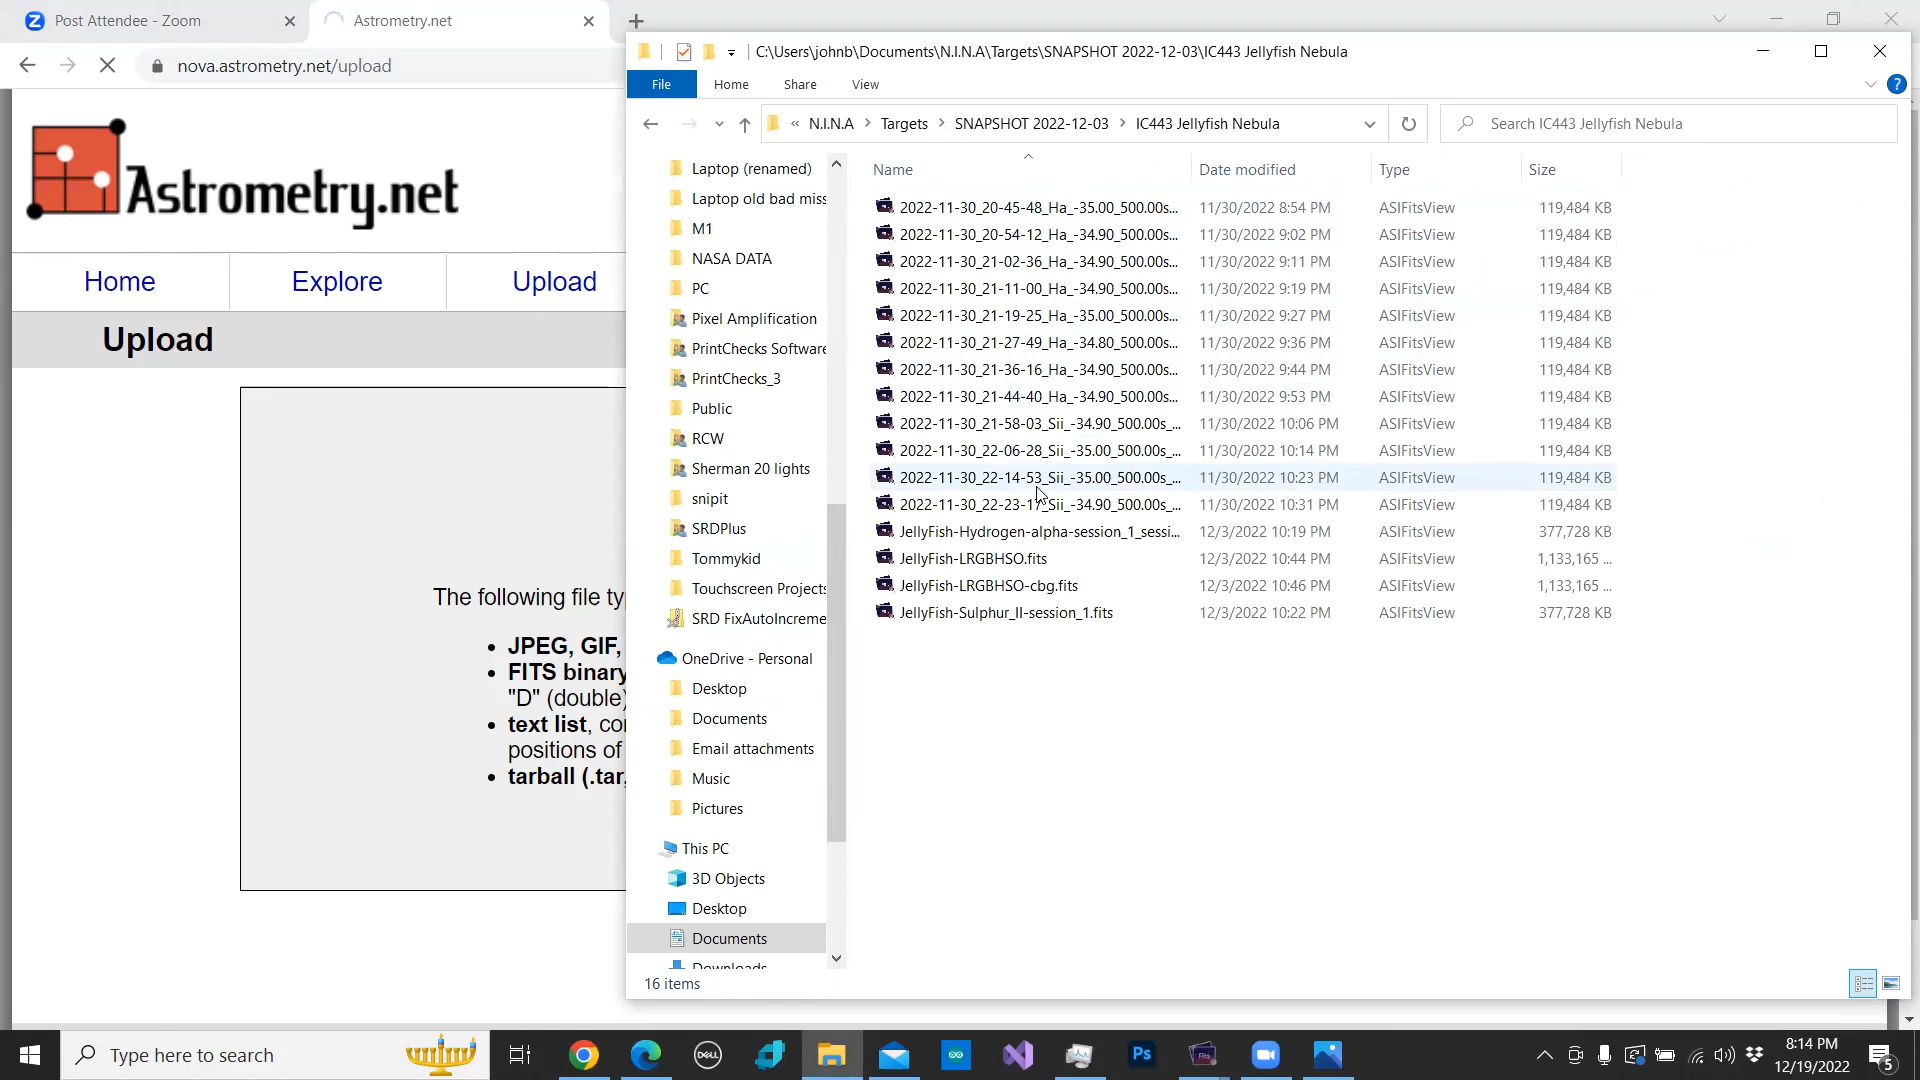 Post Attendee - Zoom
Astrometry.net
nova.astrometry.net/upload
Astrometry.net
Home
Explore
Upload
Upload
The following file ty
JPEG, GIF,
FITS binary
"D" (double)
text list, co
positions of
tarball (.tar,
C:\Users\johnb\Documents\N.I.N.A\Targets\SNAPSHOT 2022-12-03\IC443 Jellyfish Nebula
File
Home
Share
View
?
« N.I.N.A > Targets > SNAPSHOT 2022-12-03 > IC443 Jellyfish Nebula
Search IC443 Jellyfish Nebula
Laptop (renamed)
Laptop old bad miss
M1
NASA DATA
PC
Pixel Amplification
PrintChecks Software
PrintChecks_3
Public
RCW
Sherman 20 lights
snipit
SRDPlus
Tommykid
Touchscreen Projects
SRD FixAutoIncreme
OneDrive - Personal
Desktop
Documents
Email attachments
Music
Pictures
This PC
3D Objects
Desktop
Documents
Downloads
Name Date modified Type Size
2022-11-30_20-45-48_Ha_-35.00_500.00s... 11/30/2022 8:54 PM ASIFitsView 119,484 KB
2022-11-30_20-54-12_Ha_-34.90_500.00s... 11/30/2022 9:02 PM ASIFitsView 119,484 KB
2022-11-30_21-02-36_Ha_-34.90_500.00s... 11/30/2022 9:11 PM ASIFitsView 119,484 KB
2022-11-30_21-11-00_Ha_-34.90_500.00s... 11/30/2022 9:19 PM ASIFitsView 119,484 KB
2022-11-30_21-19-25_Ha_-35.00_500.00s... 11/30/2022 9:27 PM ASIFitsView 119,484 KB
2022-11-30_21-27-49_Ha_-34.80_500.00s... 11/30/2022 9:36 PM ASIFitsView 119,484 KB
2022-11-30_21-36-16_Ha_-34.90_500.00s... 11/30/2022 9:44 PM ASIFitsView 119,484 KB
2022-11-30_21-44-40_Ha_-34.90_500.00s... 11/30/2022 9:53 PM ASIFitsView 119,484 KB
2022-11-30_21-58-03_Sii_-34.90_500.00s_... 11/30/2022 10:06 PM ASIFitsView 119,484 KB
2022-11-30_22-06-28_Sii_-35.00_500.00s_... 11/30/2022 10:14 PM ASIFitsView 119,484 KB
2022-11-30_22-14-53_Sii_-35.00_500.00s_... 11/30/2022 10:23 PM ASIFitsView 119,484 KB
2022-11-30_22-23-17_Sii_-34.90_500.00s_... 11/30/2022 10:31 PM ASIFitsView 119,484 KB
JellyFish-Hydrogen-alpha-session_1_sessi... 12/3/2022 10:19 PM ASIFitsView 377,728 KB
JellyFish-LRGBHSO.fits 12/3/2022 10:44 PM ASIFitsView 1,133,165 ...
JellyFish-LRGBHSO-cbg.fits 12/3/2022 10:46 PM ASIFitsView 1,133,165 ...
JellyFish-Sulphur_II-session_1.fits 12/3/2022 10:22 PM ASIFitsView 377,728 KB
16 items
Type here to search
DELL
Ps
Fits
8:14 PM
12/19/2022
5